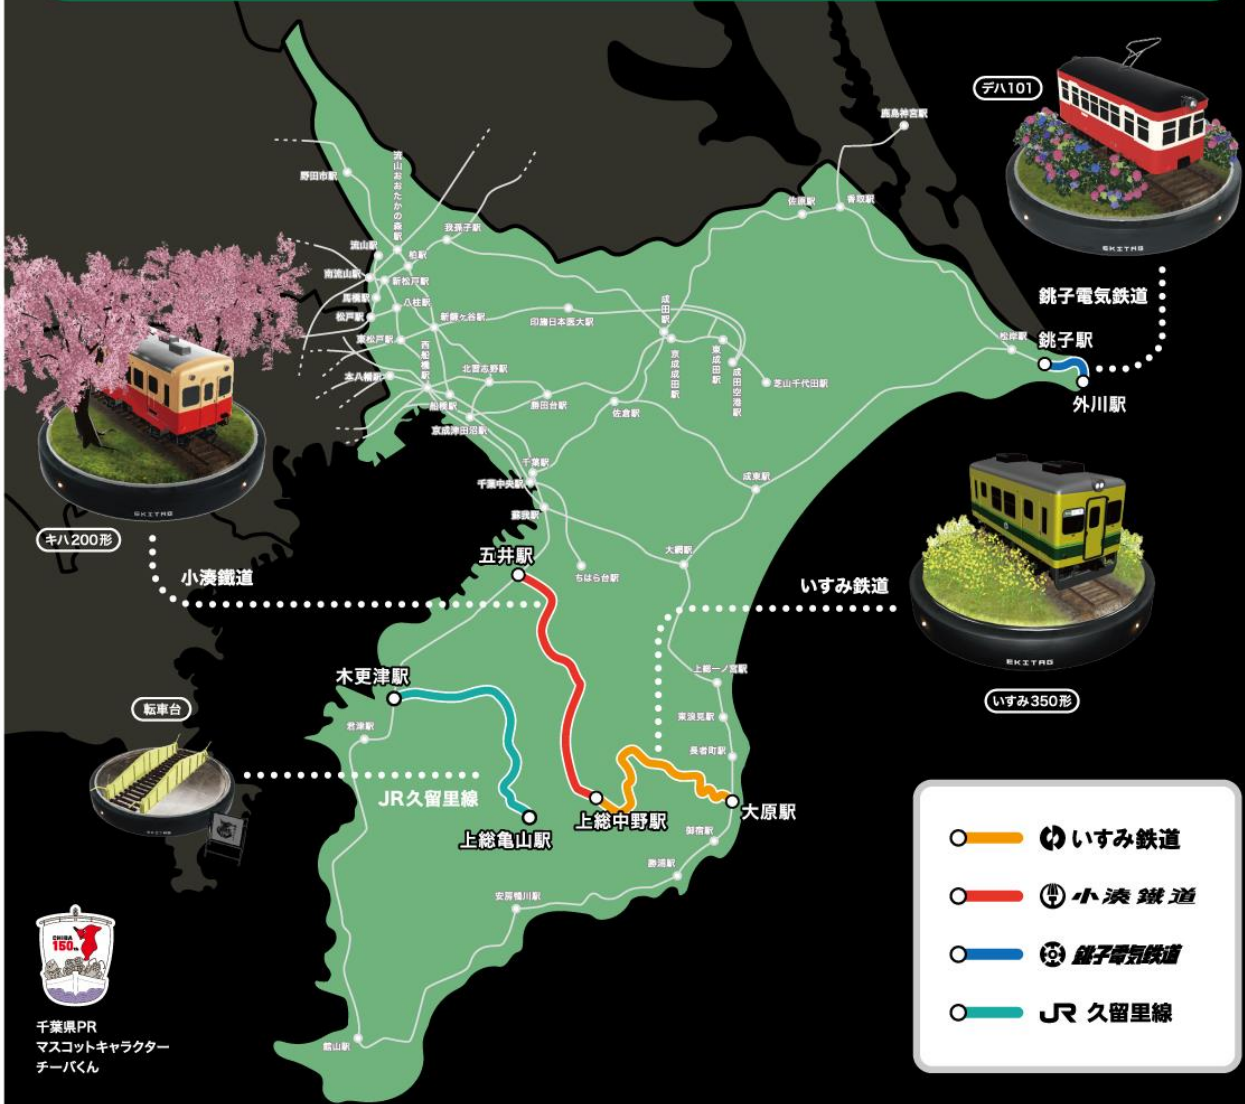 デハ101
EKITAG
銚子電気鉄道
鹿島神宮駅
野田市駅
流山おおたかの森駅
佐原駅
香取駅
我孫子駅
流山駅
柏駅
南流山駅
新松戸駅
馬橋駅
八柱駅
松戸駅
新鎌ヶ谷駅
印旛日本医大駅
成田駅
東松戸駅
西船橋駅
京成成田駅
東成田駅
成田空港駅
松岸駅
銚子駅
外川駅
本八幡駅
北習志野駅
芝山千代田駅
船橋駅
勝田台駅
佐倉駅
京成津田沼駅
千葉駅
千葉中央駅
成東駅
蘇我駅
EKITAG
キハ200形
小湊鐵道
五井駅
大網駅
ちはら台駅
いすみ鉄道
EKITAG
いすみ350形
木更津駅
上総一ノ宮駅
転車台
君津駅
東浪見駅
長者町駅
JR久留里線
上総亀山駅
上総中野駅
大原駅
御宿駅
勝浦駅
安房鴨川駅
館山駅
CHIBA
150th
千葉県PR
マスコットキャラクター
チーバくん
いすみ鉄道
小湊鐵道
銚子電気鉄道
JR 久留里線